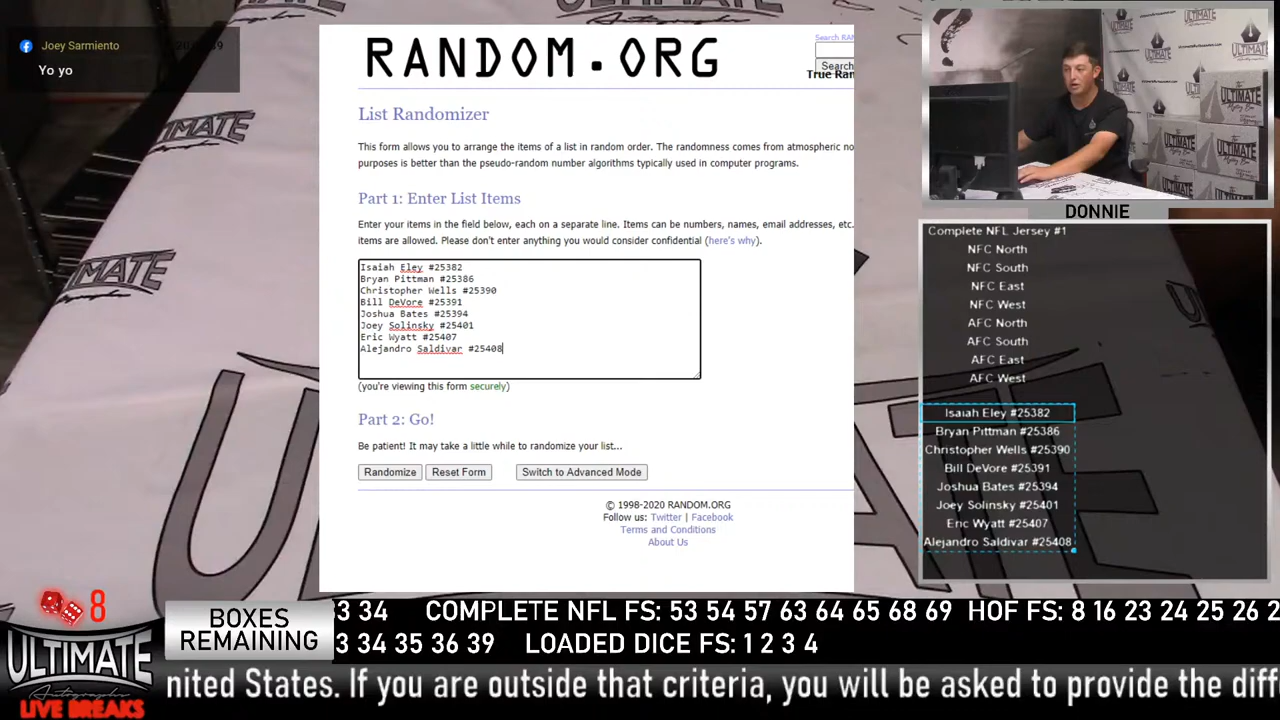 Joey Sarmiento
Yo yo
RANDOM.ORG
Search RAN
Search
True Ran
List Randomizer
This form allows you to arrange the items of a list in random order. The randomness comes from atmospheric no
purposes is better than the pseudo-random number algorithms typically used in computer programs.
Part 1: Enter List Items
Enter your items in the field below, each on a separate line. Items can be numbers, names, email addresses, etc.
items are allowed. Please don't enter anything you would consider confidential (here's why).
Isaiah Eley #25382
Bryan Pittman #25386
Christopher Wells #25390
Bill DeVore #25391
Joshua Bates #25394
Joey Solinsky #25401
Eric Wyatt #25407
Alejandro Saldivar #25408
(you're viewing this form securely)
Part 2: Go!
Be patient! It may take a little while to randomize your list...
Randomize
Reset Form
Switch to Advanced Mode
© 1998-2020 RANDOM.ORG
Follow us: Twitter | Facebook
Terms and Conditions
About Us
DONNIE
Complete NFL Jersey #1
NFC North
NFC South
NFC East
NFC West
AFC North
AFC South
AFC East
AFC West
Isaiah Eley #25382
Bryan Pittman #25386
Christopher Wells #25390
Bill DeVore #25391
Joshua Bates #25394
Joey Solinsky #25401
Eric Wyatt #25407
Alejandro Saldivar #25408
8
ULTIMATE
Autographs
LIVE BREAKS
BOXES
REMAINING
33 34 COMPLETE NFL FS: 53 54 57 63 64 65 68 69 HOF FS: 8 16 23 24 25 26 2
3 34 35 36 39 LOADED DICE FS: 1 2 3 4
nited States. If you are outside that criteria, you will be asked to provide the diff